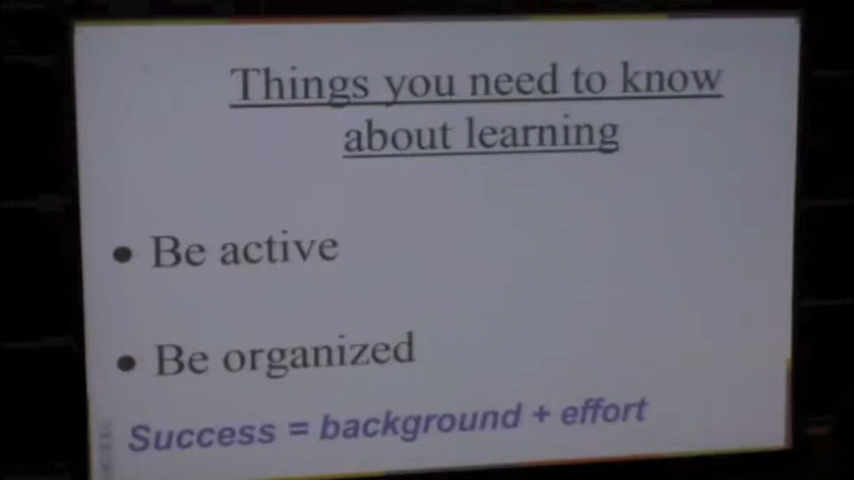 Things you need to know
about learning
• Be active
• Be organized
Success = background + effort